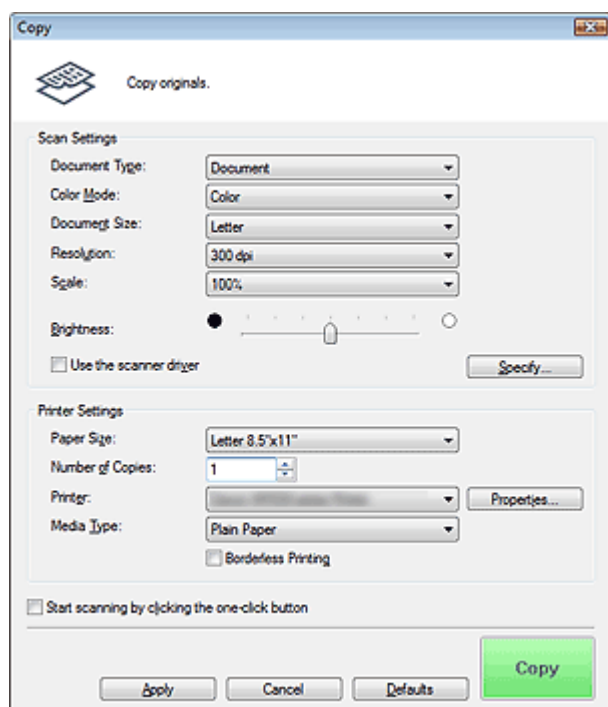 Copy
Copy originals.
Scan Settings
Document Type: Document
Color Mode: Color
Document Size: Letter
Resolution: 300 dpi
Scale: 100%
Brightness:
Use the scanner driver Specify...
Printer Settings
Paper Size: Letter 8.5"x11"
Number of Copies: 1
Printer: Properties...
Media Type: Plain Paper
Borderless Printing
Start scanning by clicking the one-click button
Apply Cancel Defaults Copy